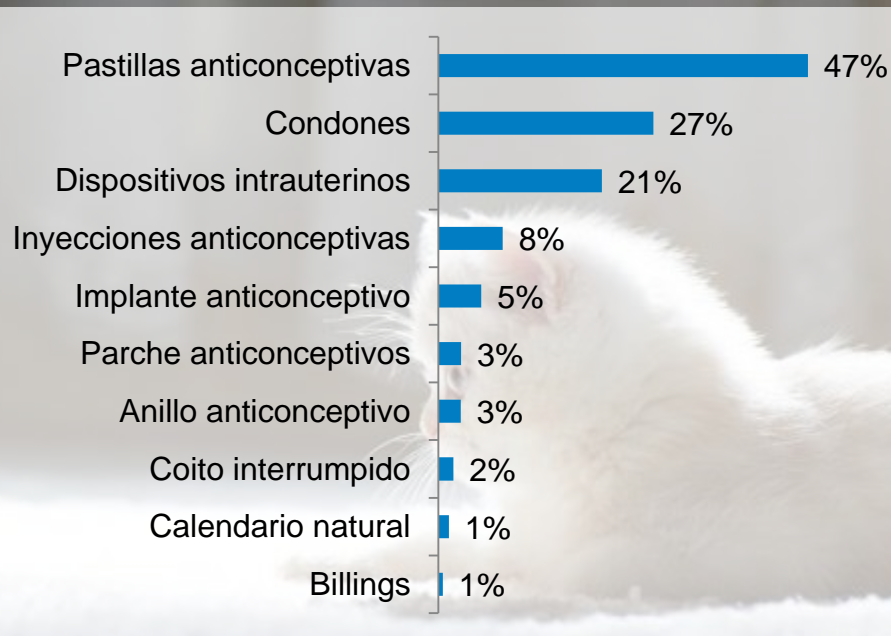 Pastillas anticonceptivas 47%
Condones 27%
Dispositivos intrauterinos 21%
Inyecciones anticonceptivas 8%
Implante anticonceptivo 5%
Parche anticonceptivos 3%
Anillo anticonceptivo 3%
Coito interrumpido 2%
Calendario natural 1%
Billings 1%